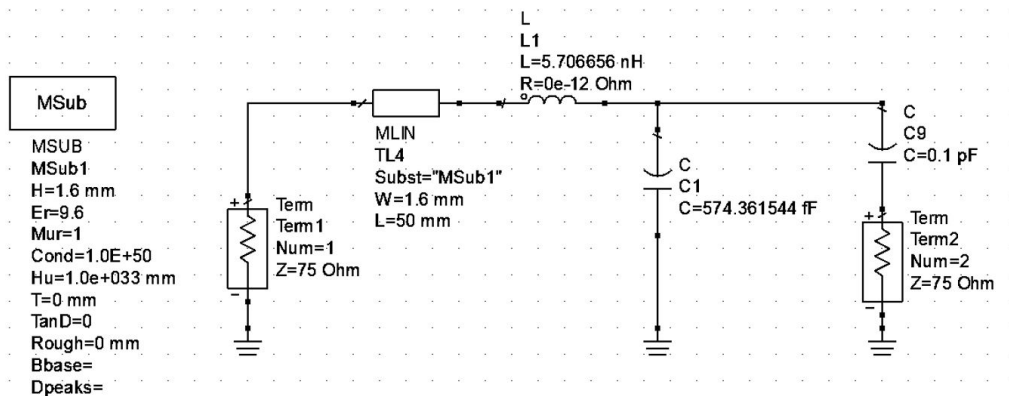 MSub
MSUB
MSub1
H=1.6 mm
Er=9.6
Mur=1
Cond=1.0E+50
Hu=1.0e+033 mm
T=0 mm
TanD=0
Rough=0 mm
Bbase=
Dpeaks=
+
-
Term
Term1
Num=1
Z=75 Ohm
MLIN
TL4
Subst="MSub1"
W=1.6 mm
L=50 mm
L
L1
L=5.706656 nH
R=0e-12 Ohm
C
C1
C=574.361544 fF
C
C9
C=0.1 pF
+
-
Term
Term2
Num=2
Z=75 Ohm